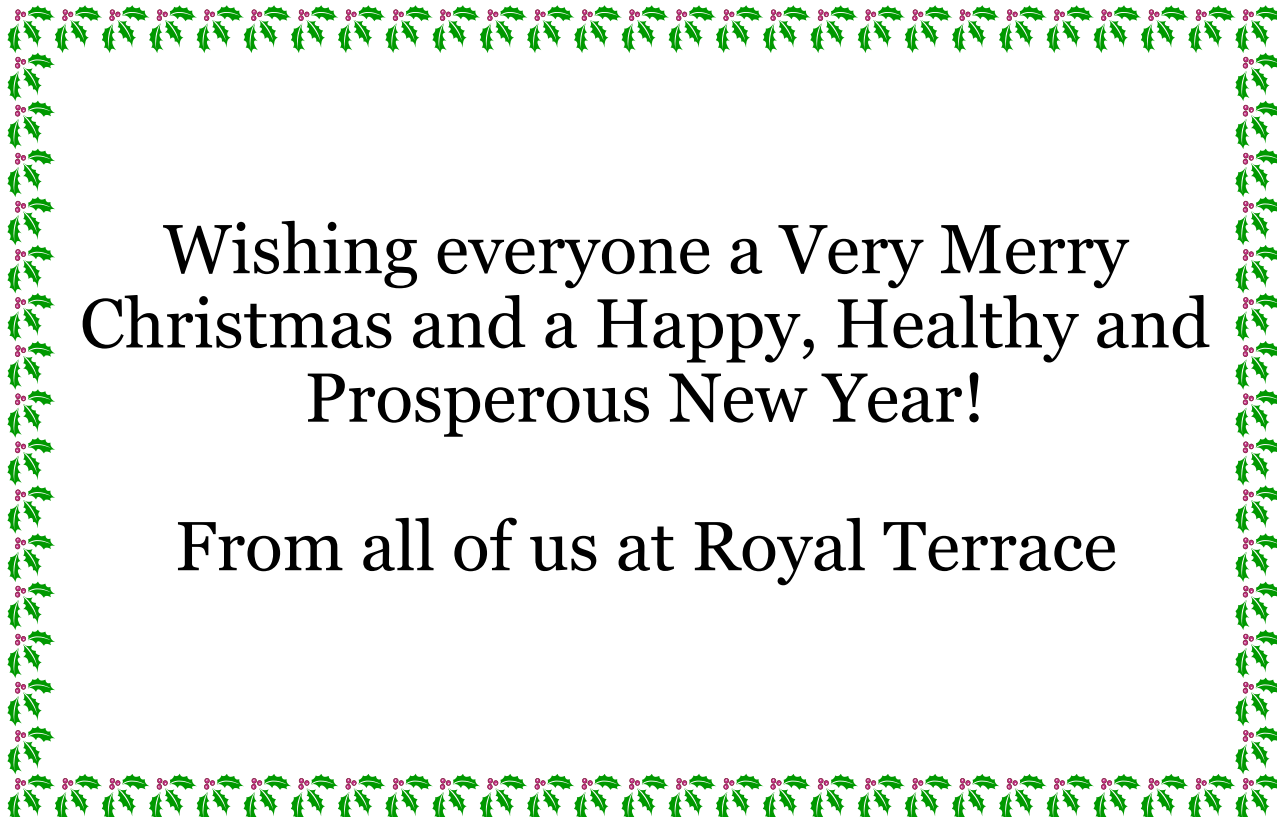 Wishing everyone a Very Merry
Christmas and a Happy, Healthy and
Prosperous New Year!
From all of us at Royal Terrace